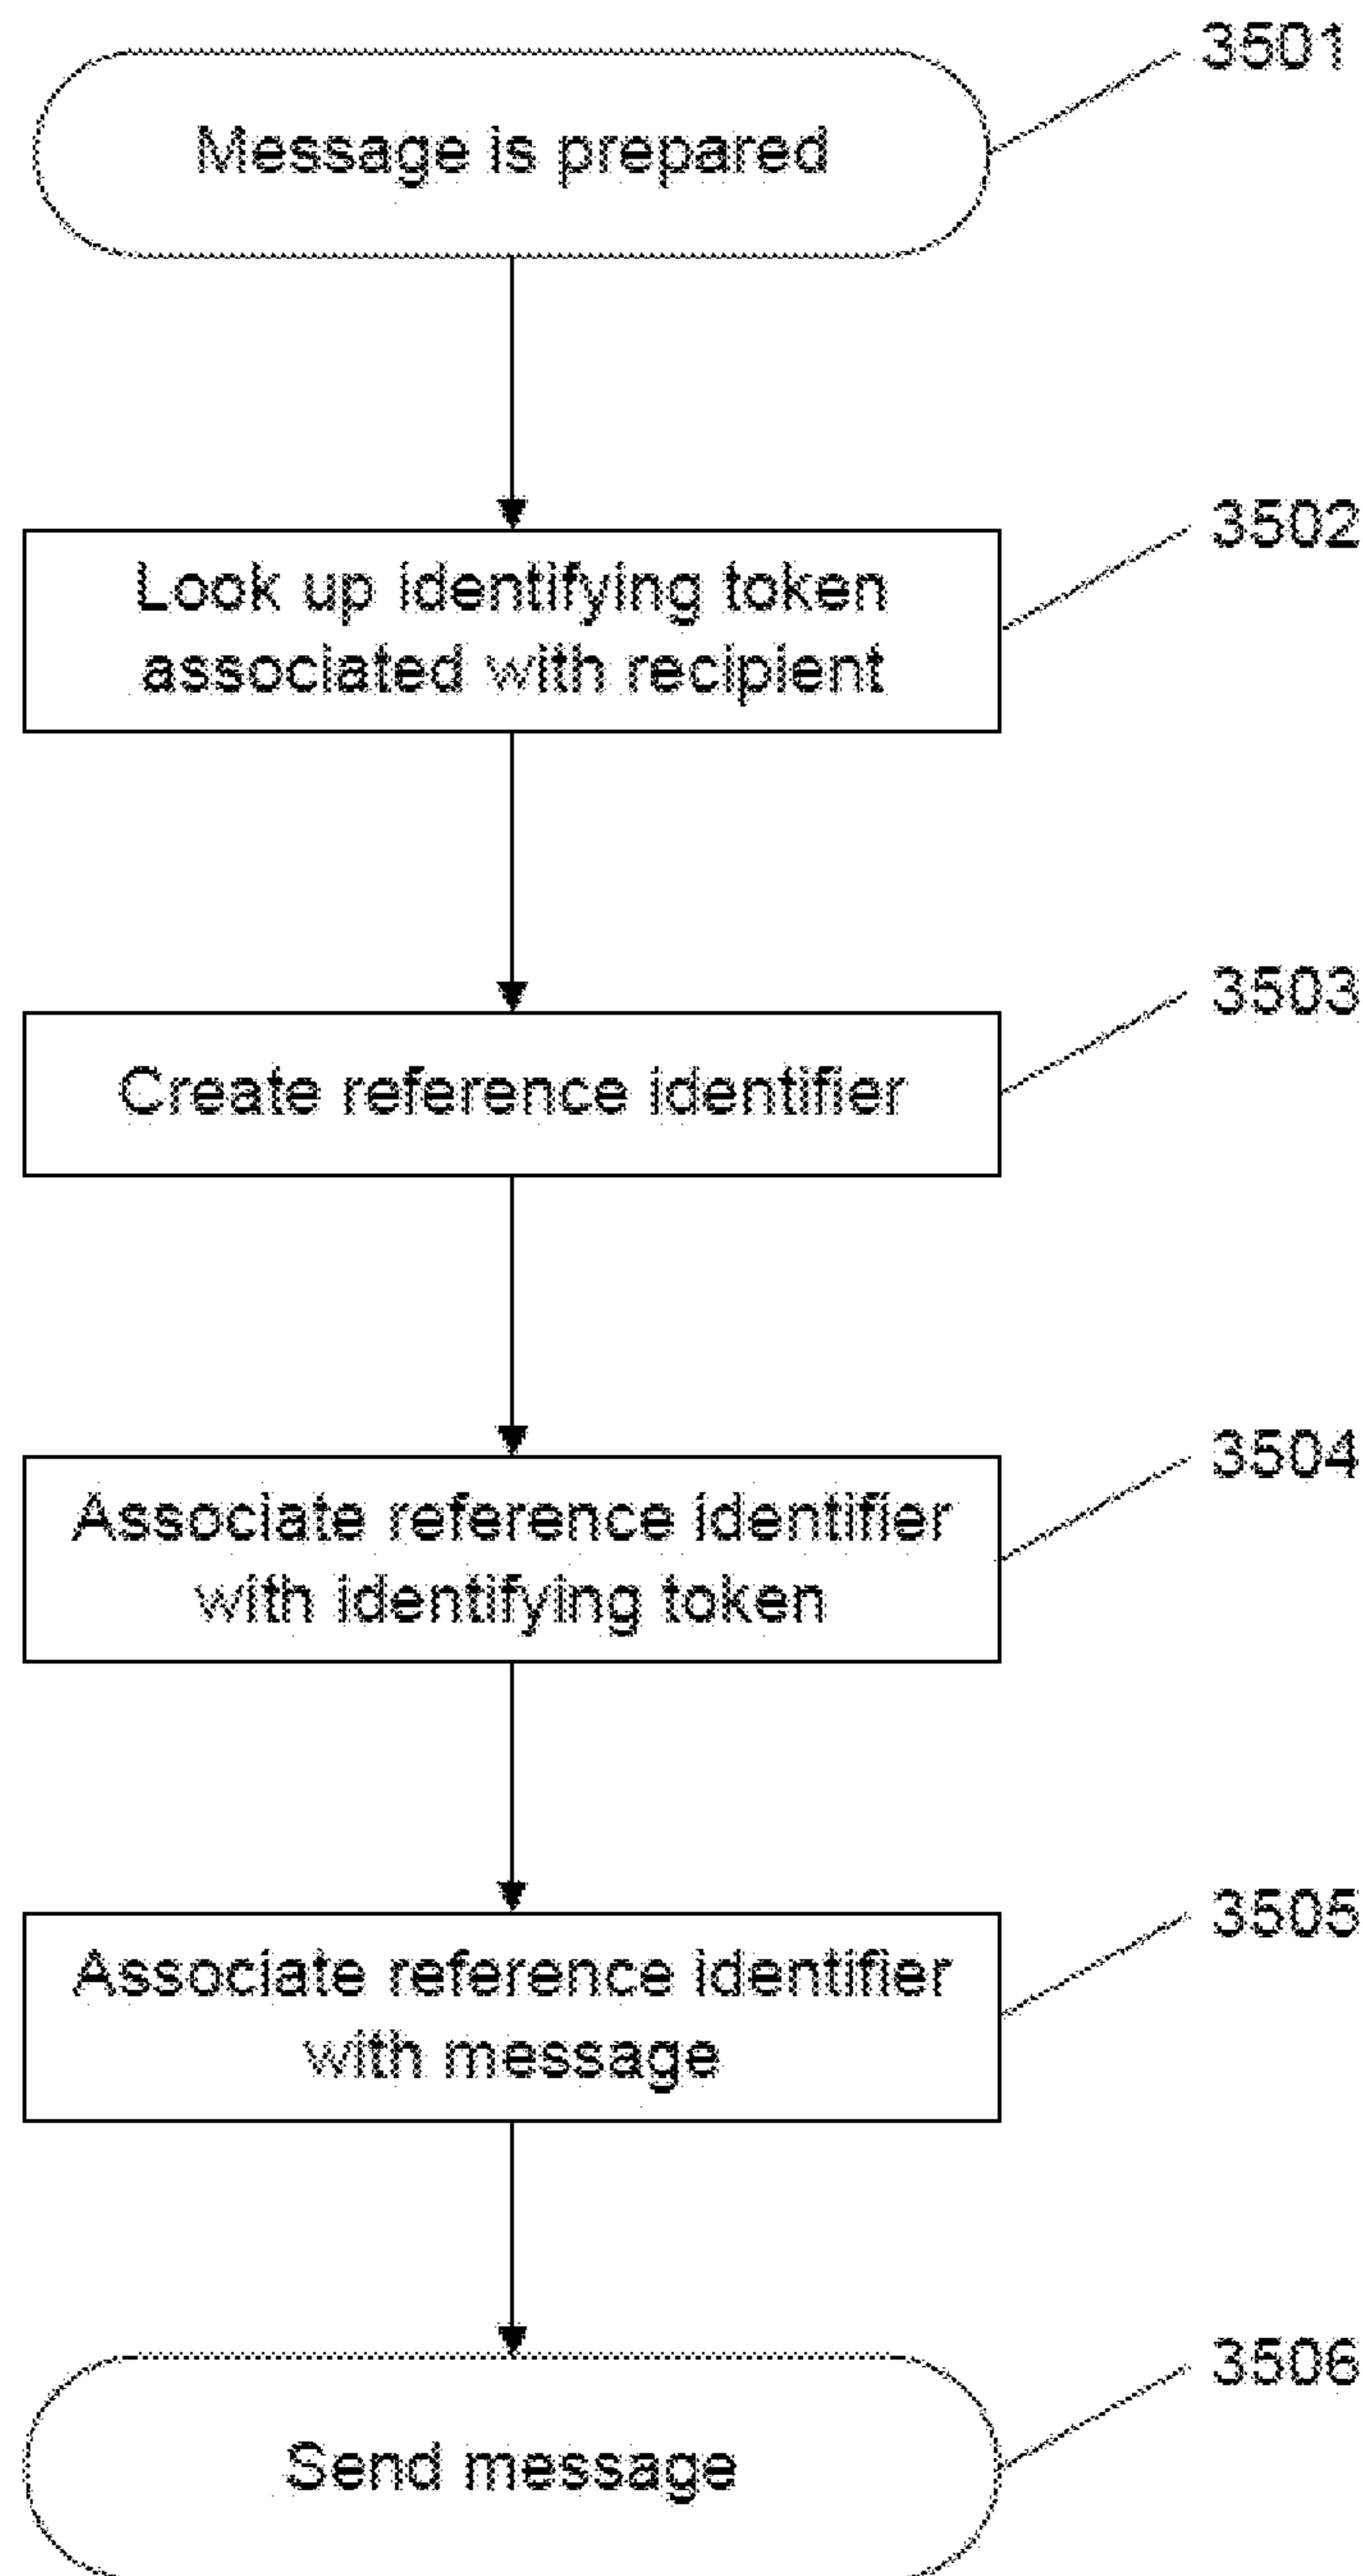 3501
Message is prepared
3502
Look up identifying token
associated with recipient
3503
Create reference identifier
3504
Associate reference identifier
with identifying token
3505
Associate reference identifier
with message
3506
Send message